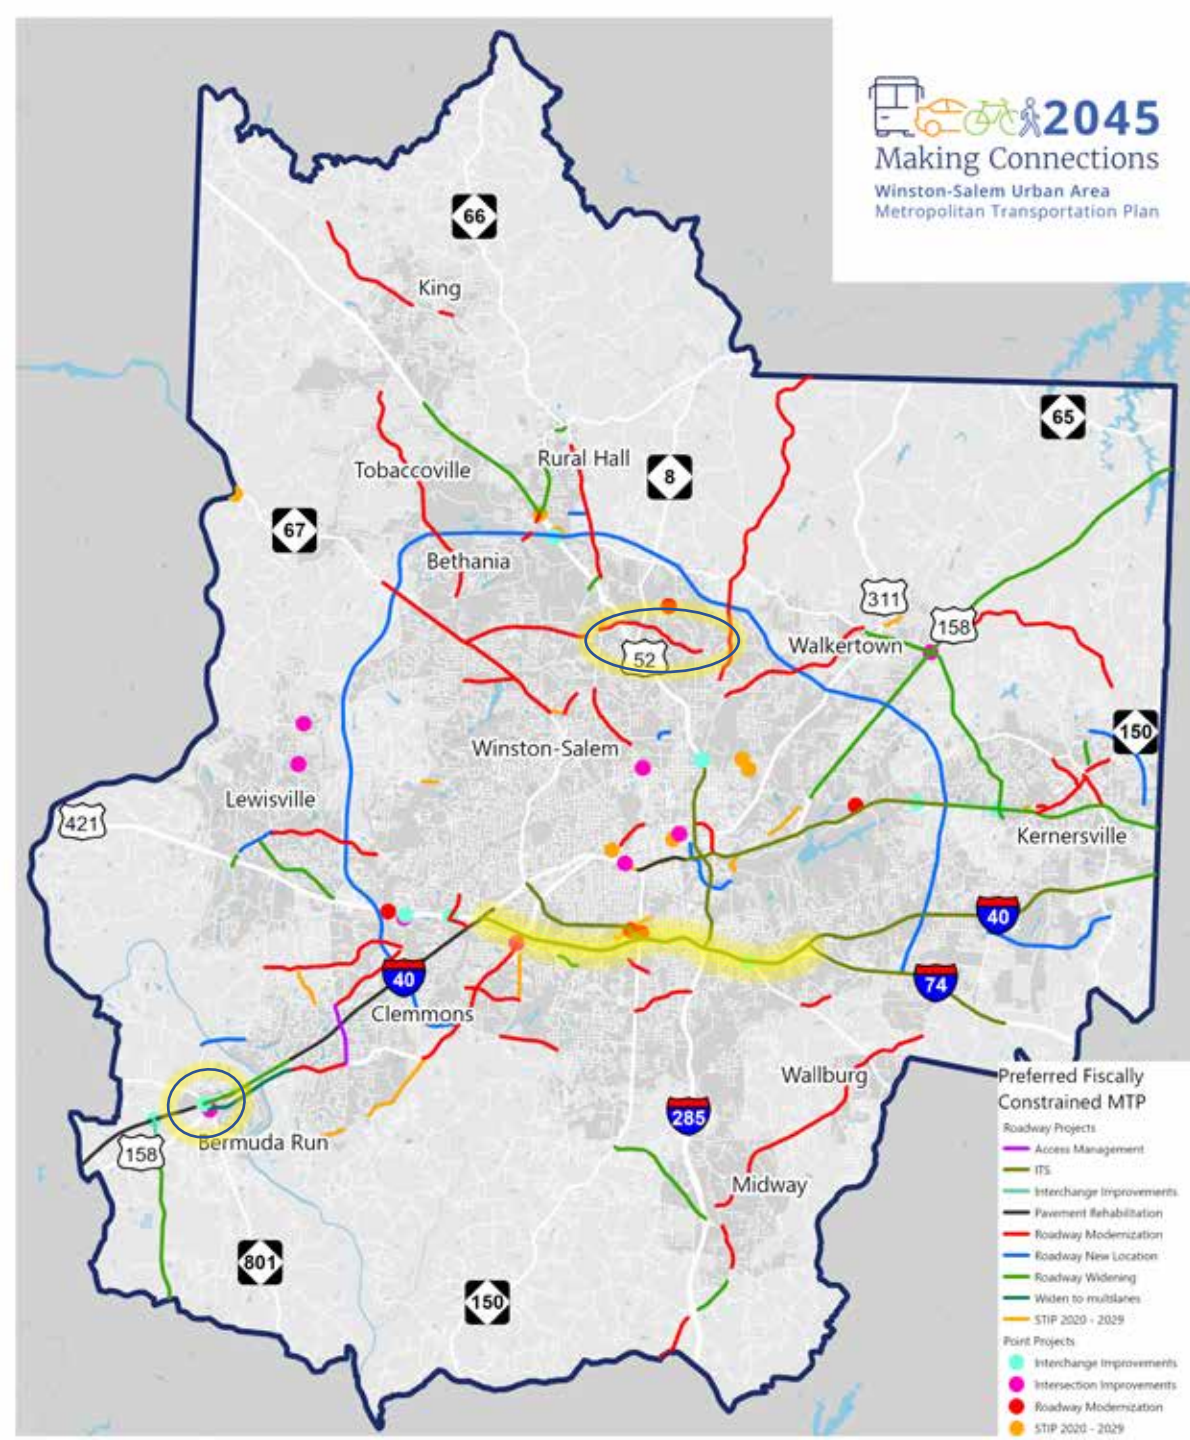 2045
Making Connections
Winston-Salem Urban Area
Metropolitan Transportation Plan
66
King
65
Tobaccoville
Rural Hall
8
67
Bethania
311
158
Walkertown
52
150
Winston-Salem
Lewisville
421
Kernersville
40
40
74
Clemmons
Wallburg
285
Bermuda Run
158
Midway
801
150
Preferred Fiscally
Constrained MTP
Roadway Projects
Access Management
ITS
Interchange Improvements
Pavement Rehabilitation
Roadway Modernization
Roadway New Location
Roadway Widening
Widen to multilanes
STIP 2020 - 2029
Point Projects
Interchange Improvements
Intersection Improvements
Roadway Modernization
STIP 2020 - 2029